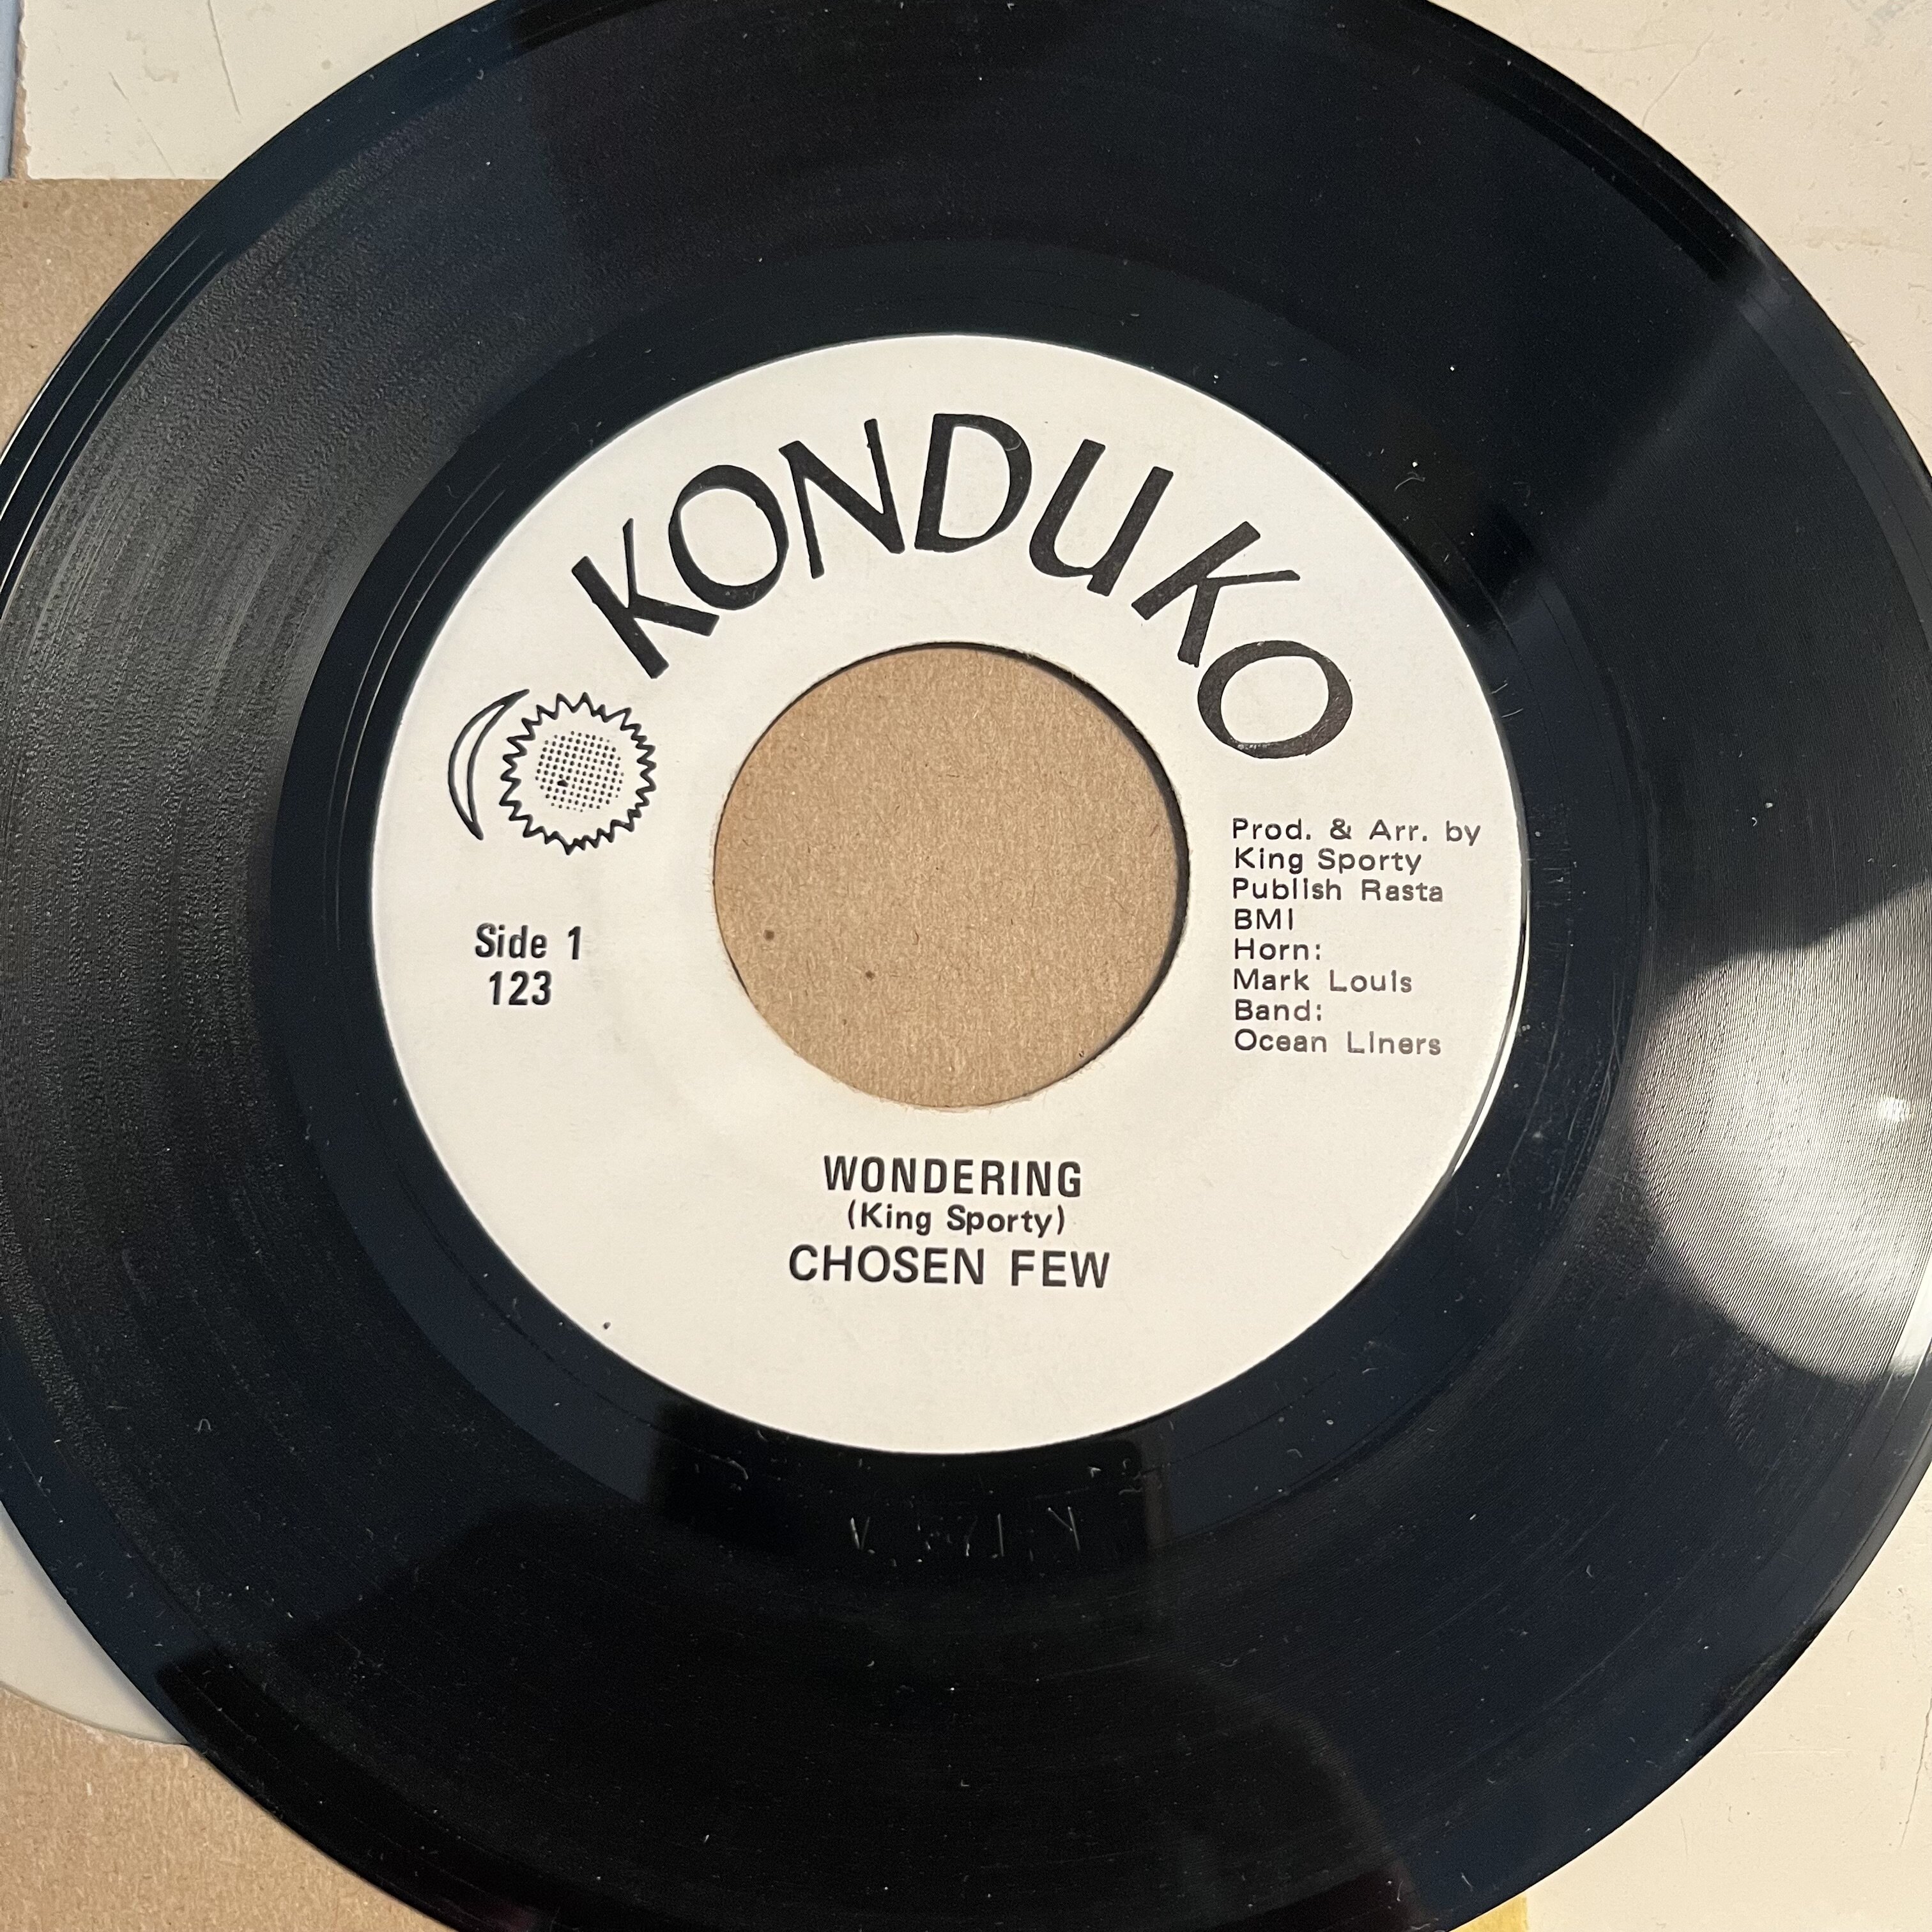 KONDUKO
Side 1
123
Prod. & Arr. by
King Sporty
Publish Rasta
BMI
Horn:
Mark Louis
Band:
Ocean Liners
WONDERING
(King Sporty)
CHOSEN FEW